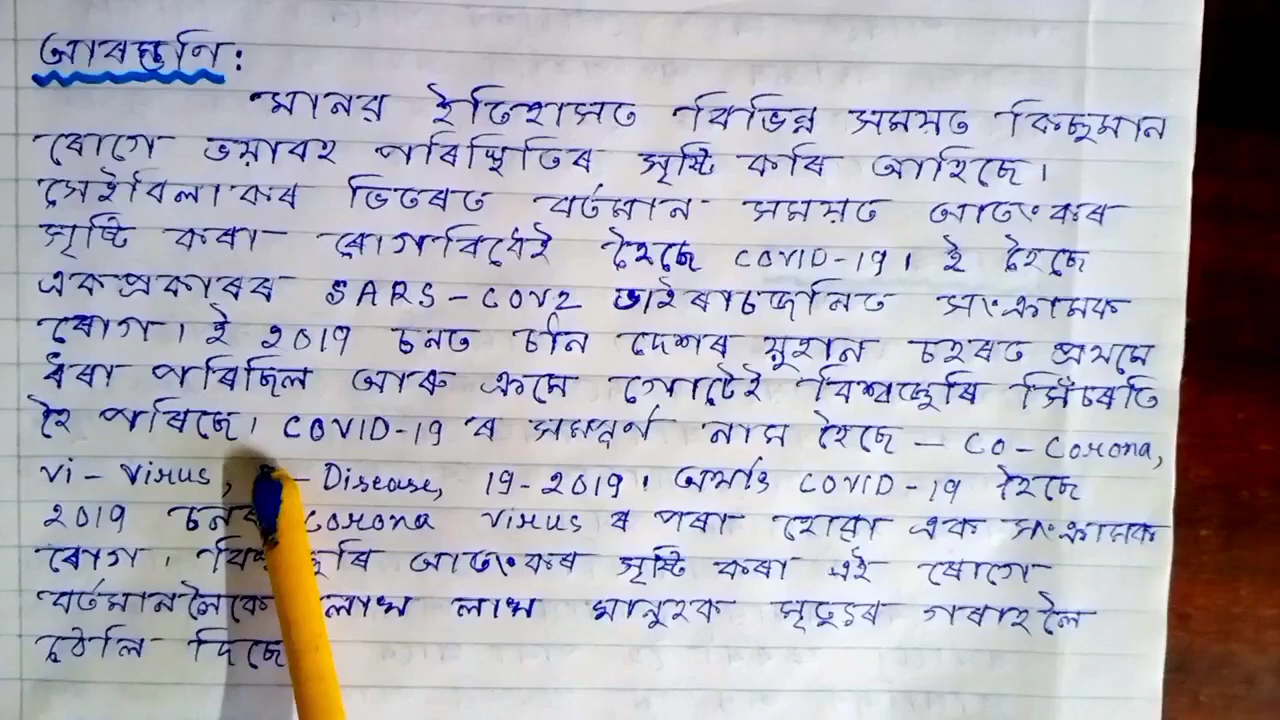 আৰম্ভণি:
মানৱ ইতিহাসত বিভিন্ন সময়ত কিছুমান
ৰোগে ভয়াবহ পৰিস্থিতিৰ সৃষ্টি কৰি আহিছে।
সেইবিলাকৰ ভিতৰত বৰ্তমান সময়ত আতংকৰ
সৃষ্টি কৰা ৰোগবিধেই হৈছে COVID-19। ই হৈছে
একপ্ৰকাৰৰ SARS-COV2 ভাইৰাচজনিত সংক্ৰামক
ৰোগ। ই 2019 চনত চীন দেশৰ য়ুহান চহৰত প্ৰথমে
ধৰা পৰিছিল আৰু ক্ৰমে গোটেই বিশ্বজুৰি সিঁচৰতি
হৈ পৰিছে। COVID-19 ৰ সম্পূৰ্ণ নাম হৈছে - CO-Corona,
Vi-Virus, - Disease, 19-2019। অৰ্থাৎ COVID-19 হৈছে
2019 চনৰ Corona Virus ৰ পৰা হোৱা এক সংক্ৰামক
ৰোগ। বিশ্বজুৰি আতংকৰ সৃষ্টি কৰা এই ৰোগে
বৰ্তমানলৈকে লাখ লাখ মানুহক মৃত্যুৰ গৰাহলৈ
ঠেলি দিছে